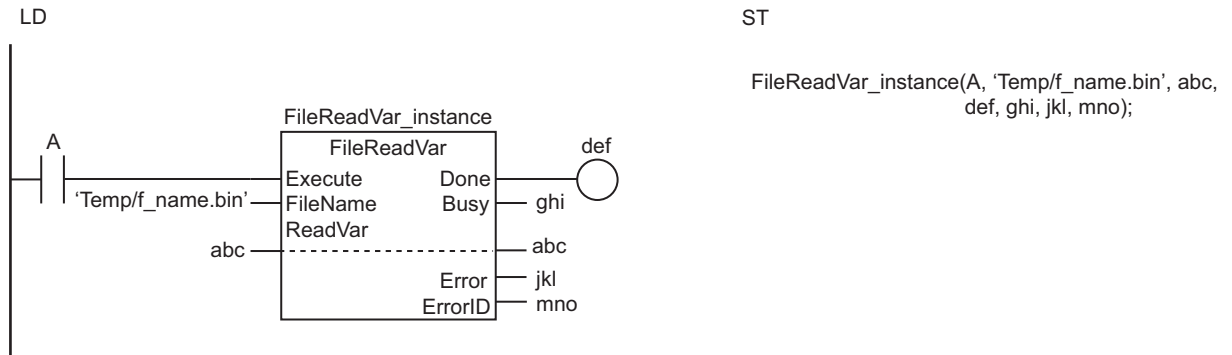 LD
ST
FileReadVar_instance(A, ‘Temp/f_name.bin’, abc,
def, ghi, jkl, mno);
FileReadVar_instance
A
FileReadVar
def
Execute
Done
‘Temp/f_name.bin’
FileName
Busy
ghi
ReadVar
abc
abc
Error
jkl
ErrorID
mno